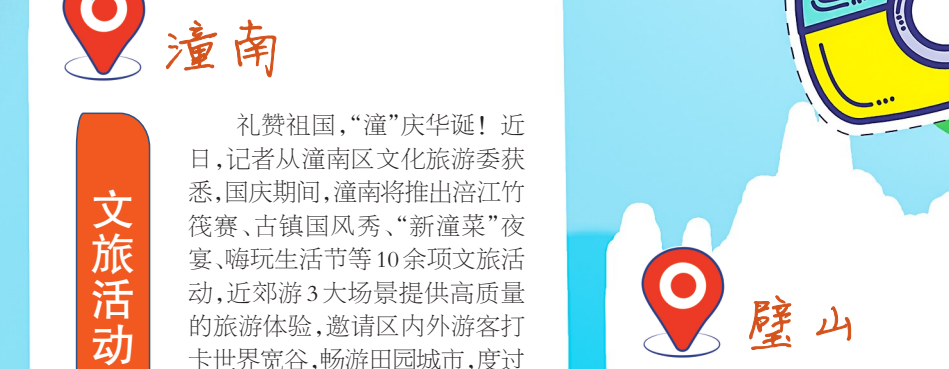 潼南
文旅活动
礼赞祖国，“潼”庆华诞！近
日，记者从潼南区文化旅游委获
悉，国庆期间，潼南将推出涪江竹
筏赛、古镇国风秀、“新潼菜”夜
宴、嗨玩生活节等10余项文旅活
动，近郊游3大场景提供高质量
的旅游体验，邀请区内外游客打
卡世界宽谷，畅游田园城市，度过
璧山